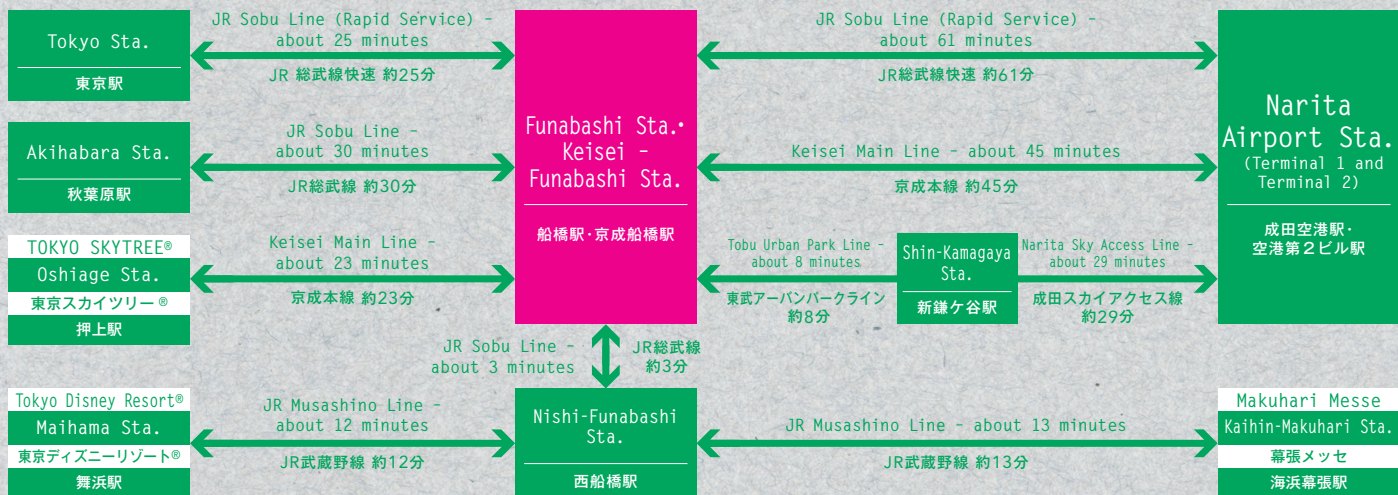 Tokyo Sta.
東京駅
JR Sobu Line (Rapid Service) –
about 25 minutes
JR 総武線快速 約25分
Akihabara Sta.
秋葉原駅
JR Sobu Line –
about 30 minutes
JR総武線 約30分
TOKYO SKYTREE®
Oshiage Sta.
東京スカイツリー®
押上駅
Keisei Main Line –
about 23 minutes
京成本線 約23分
Funabashi Sta.・
Keisei –
Funabashi Sta.
船橋駅・京成船橋駅
JR Sobu Line (Rapid Service) –
about 61 minutes
JR総武線快速 約61分
Keisei Main Line – about 45 minutes
京成本線 約45分
Tobu Urban Park Line –
about 8 minutes
東武アーバンパークライン
約8分
Shin-Kamagaya
Sta.
新鎌ケ谷駅
Narita Sky Access Line –
about 29 minutes
成田スカイアクセス線
約29分
Narita
Airport Sta.
(Terminal 1 and
Terminal 2)
成田空港駅・
空港第2ビル駅
JR Sobu Line –
about 3 minutes
JR総武線
約3分
Tokyo Disney Resort®
Maihama Sta.
東京ディズニーリゾート®
舞浜駅
JR Musashino Line –
about 12 minutes
JR武蔵野線 約12分
Nishi-Funabashi
Sta.
西船橋駅
JR Musashino Line – about 13 minutes
JR武蔵野線 約13分
Makuhari Messe
Kaihin-Makuhari Sta.
幕張メッセ
海浜幕張駅